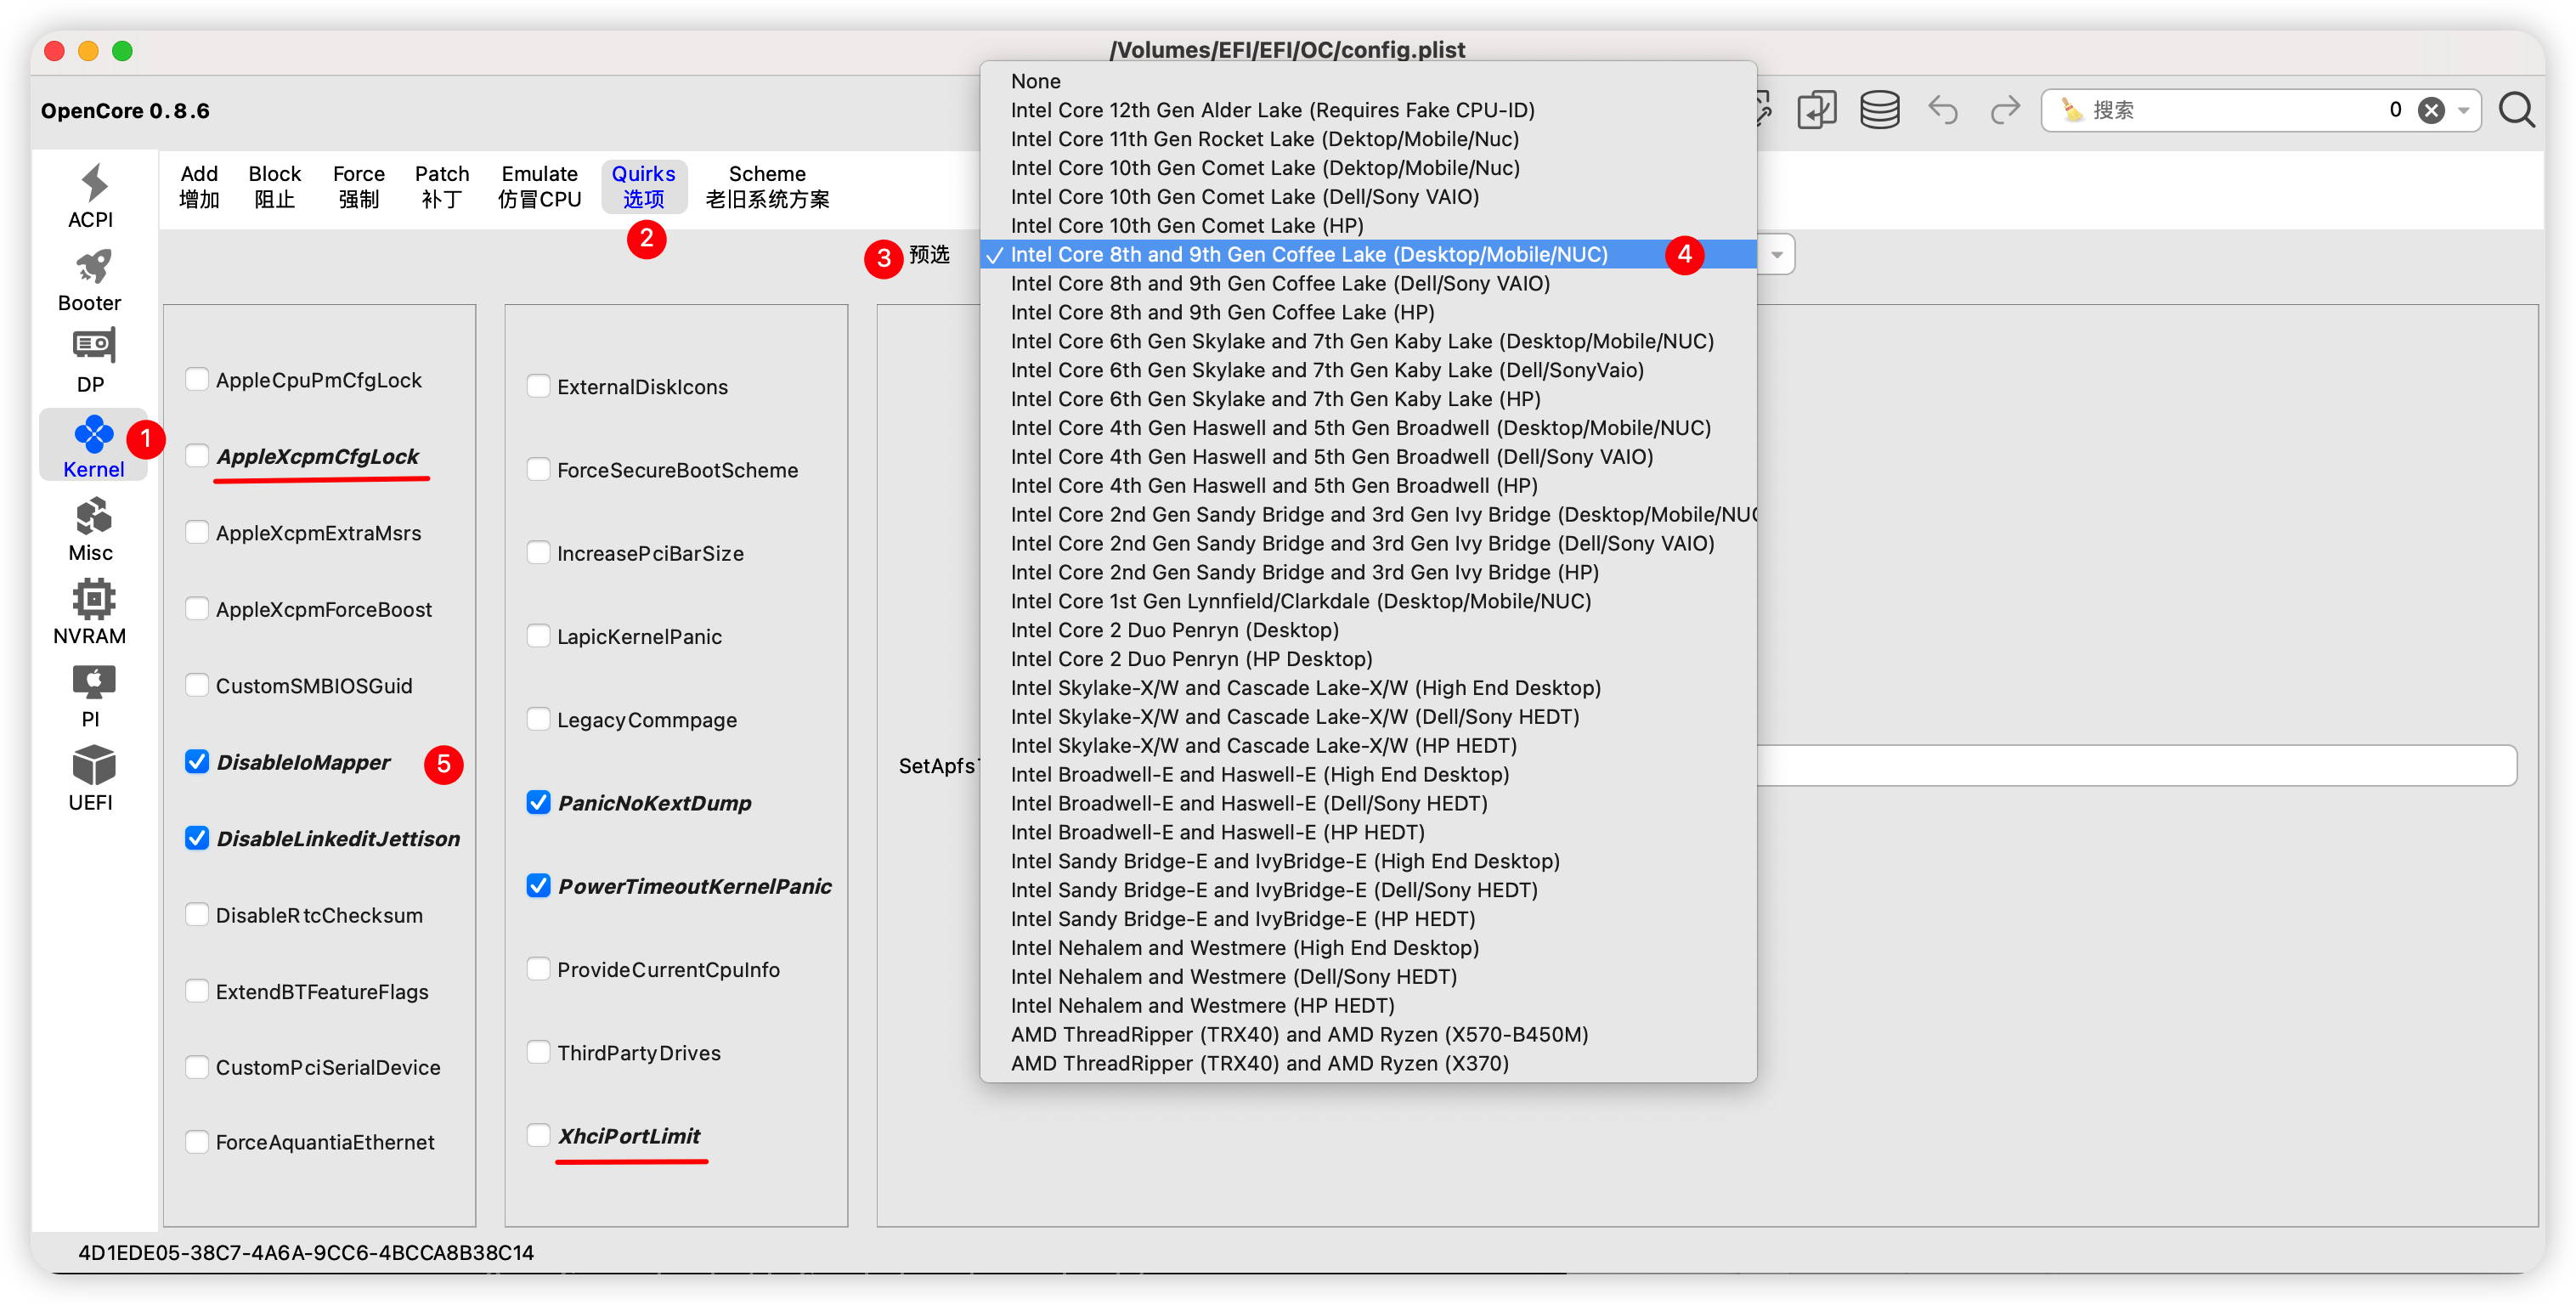 /Volumes/EFI/EFI/OC/config.plist
OpenCore 0.8.6
搜索
0
ACPI
Booter
DP
Kernel
1
Misc
NVRAM
PI
UEFI
Add
增加
Block
阻止
Force
强制
Patch
补丁
Emulate
仿冒CPU
Quirks
选项
2
Scheme
老旧系统方案
3
预选
None
Intel Core 12th Gen Alder Lake (Requires Fake CPU-ID)
Intel Core 11th Gen Rocket Lake (Dektop/Mobile/Nuc)
Intel Core 10th Gen Comet Lake (Dektop/Mobile/Nuc)
Intel Core 10th Gen Comet Lake (Dell/Sony VAIO)
Intel Core 10th Gen Comet Lake (HP)
Intel Core 8th and 9th Gen Coffee Lake (Desktop/Mobile/NUC)
4
Intel Core 8th and 9th Gen Coffee Lake (Dell/Sony VAIO)
Intel Core 8th and 9th Gen Coffee Lake (HP)
Intel Core 6th Gen Skylake and 7th Gen Kaby Lake (Desktop/Mobile/NUC)
Intel Core 6th Gen Skylake and 7th Gen Kaby Lake (Dell/SonyVaio)
Intel Core 6th Gen Skylake and 7th Gen Kaby Lake (HP)
Intel Core 4th Gen Haswell and 5th Gen Broadwell (Desktop/Mobile/NUC)
Intel Core 4th Gen Haswell and 5th Gen Broadwell (Dell/Sony VAIO)
Intel Core 4th Gen Haswell and 5th Gen Broadwell (HP)
Intel Core 2nd Gen Sandy Bridge and 3rd Gen Ivy Bridge (Desktop/Mobile/NUC
Intel Core 2nd Gen Sandy Bridge and 3rd Gen Ivy Bridge (Dell/Sony VAIO)
Intel Core 2nd Gen Sandy Bridge and 3rd Gen Ivy Bridge (HP)
Intel Core 1st Gen Lynnfield/Clarkdale (Desktop/Mobile/NUC)
Intel Core 2 Duo Penryn (Desktop)
Intel Core 2 Duo Penryn (HP Desktop)
Intel Skylake-X/W and Cascade Lake-X/W (High End Desktop)
Intel Skylake-X/W and Cascade Lake-X/W (Dell/Sony HEDT)
Intel Skylake-X/W and Cascade Lake-X/W (HP HEDT)
Intel Broadwell-E and Haswell-E (High End Desktop)
Intel Broadwell-E and Haswell-E (Dell/Sony HEDT)
Intel Broadwell-E and Haswell-E (HP HEDT)
Intel Sandy Bridge-E and IvyBridge-E (High End Desktop)
Intel Sandy Bridge-E and IvyBridge-E (Dell/Sony HEDT)
Intel Sandy Bridge-E and IvyBridge-E (HP HEDT)
Intel Nehalem and Westmere (High End Desktop)
Intel Nehalem and Westmere (Dell/Sony HEDT)
Intel Nehalem and Westmere (HP HEDT)
AMD ThreadRipper (TRX40) and AMD Ryzen (X570-B450M)
AMD ThreadRipper (TRX40) and AMD Ryzen (X370)
AppleCpuPmCfgLock
AppleXcpmCfgLock
AppleXcpmExtraMsrs
AppleXcpmForceBoost
CustomSMBIOSGuid
DisableIoMapper
5
DisableLinkeditJettison
DisableRtcChecksum
ExtendBTFeatureFlags
CustomPciSerialDevice
ForceAquantiaEthernet
ExternalDiskIcons
ForceSecureBootScheme
IncreasePciBarSize
LapicKernelPanic
LegacyCommpage
PanicNoKextDump
PowerTimeoutKernelPanic
ProvideCurrentCpuInfo
ThirdPartyDrives
XhciPortLimit
SetApfs
4D1EDE05-38C7-4A6A-9CC6-4BCCA8B38C14